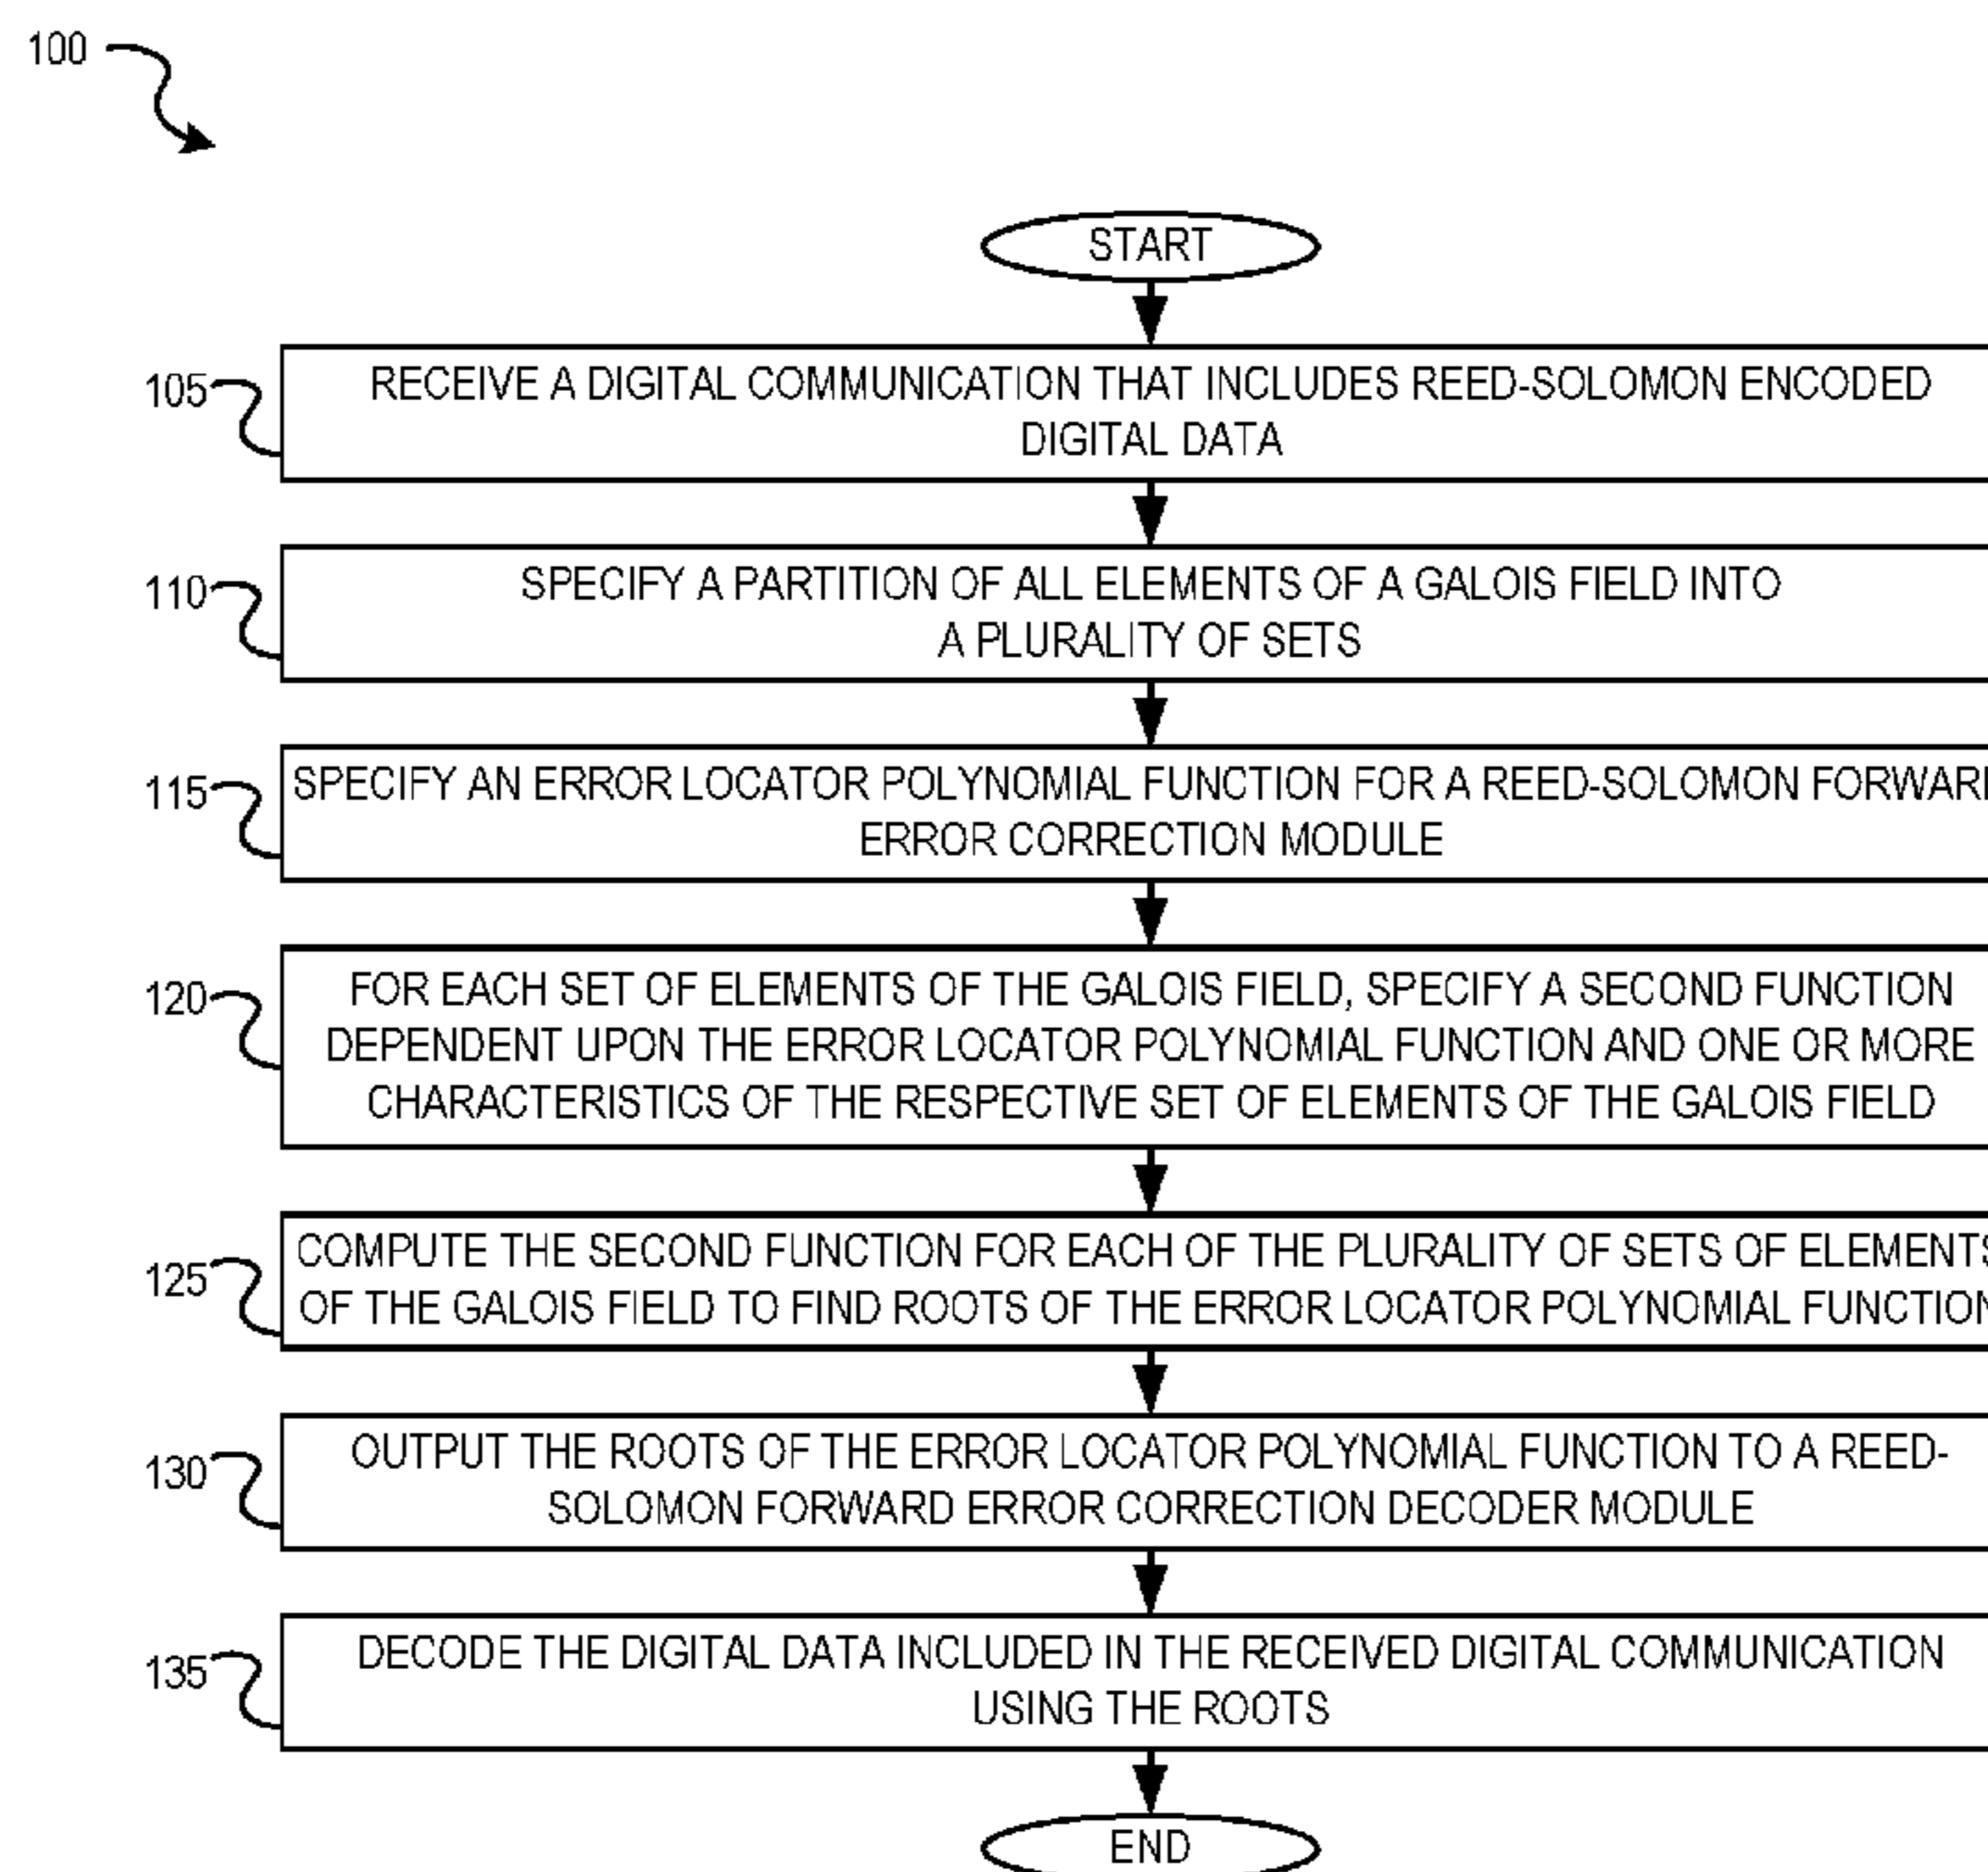 100
START
105
RECEIVE A DIGITAL COMMUNICATION THAT INCLUDES REED-SOLOMON ENCODED
DIGITAL DATA
110
SPECIFY A PARTITION OF ALL ELEMENTS OF A GALOIS FIELD INTO
A PLURALITY OF SETS
115
SPECIFY AN ERROR LOCATOR POLYNOMIAL FUNCTION FOR A REED-SOLOMON FORWARD
ERROR CORRECTION MODULE
120
FOR EACH SET OF ELEMENTS OF THE GALOIS FIELD, SPECIFY A SECOND FUNCTION
DEPENDENT UPON THE ERROR LOCATOR POLYNOMIAL FUNCTION AND ONE OR MORE
CHARACTERISTICS OF THE RESPECTIVE SET OF ELEMENTS OF THE GALOIS FIELD
125
COMPUTE THE SECOND FUNCTION FOR EACH OF THE PLURALITY OF SETS OF ELEMENTS
OF THE GALOIS FIELD TO FIND ROOTS OF THE ERROR LOCATOR POLYNOMIAL FUNCTION
130
OUTPUT THE ROOTS OF THE ERROR LOCATOR POLYNOMIAL FUNCTION TO A REED-
SOLOMON FORWARD ERROR CORRECTION DECODER MODULE
135
DECODE THE DIGITAL DATA INCLUDED IN THE RECEIVED DIGITAL COMMUNICATION
USING THE ROOTS
END